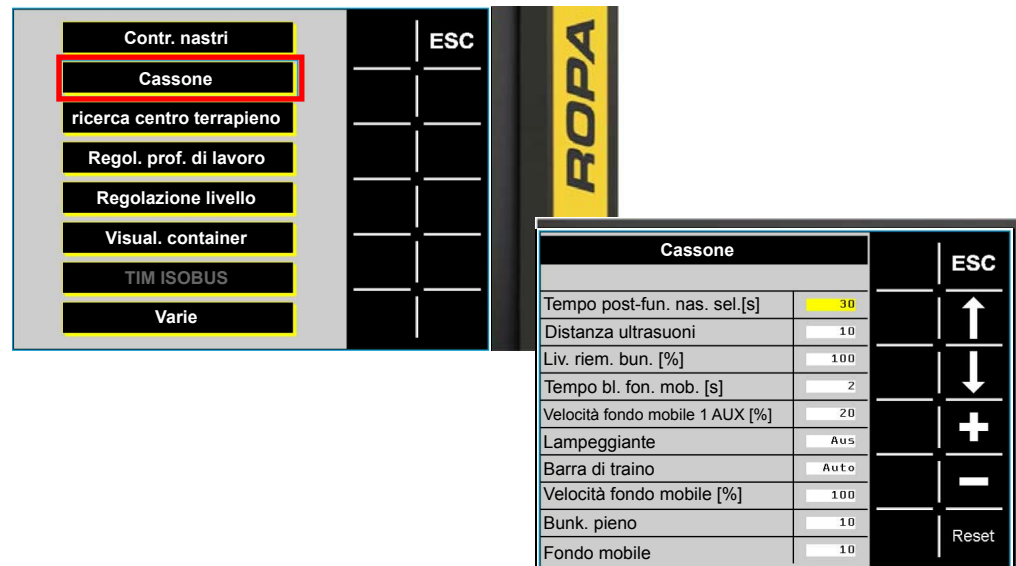 Contr. nastri
ESC
Cassone
ricerca centro terrapieno
Regol. prof. di lavoro
Regolazione livello
Visual. container
TIM ISOBUS
Varie
ROPA
Cassone
ESC
Tempo post-fun. nas. sel.[s] 30
Distanza ultrasuoni 10
Liv. riem. bun. [%] 100
Tempo bl. fon. mob. [s] 2
Velocità fondo mobile 1 AUX [%] 20
Lampeggiante Aus
Barra di traino Auto
Velocità fondo mobile [%] 100
Bunk. pieno 10
Reset
Fondo mobile 10